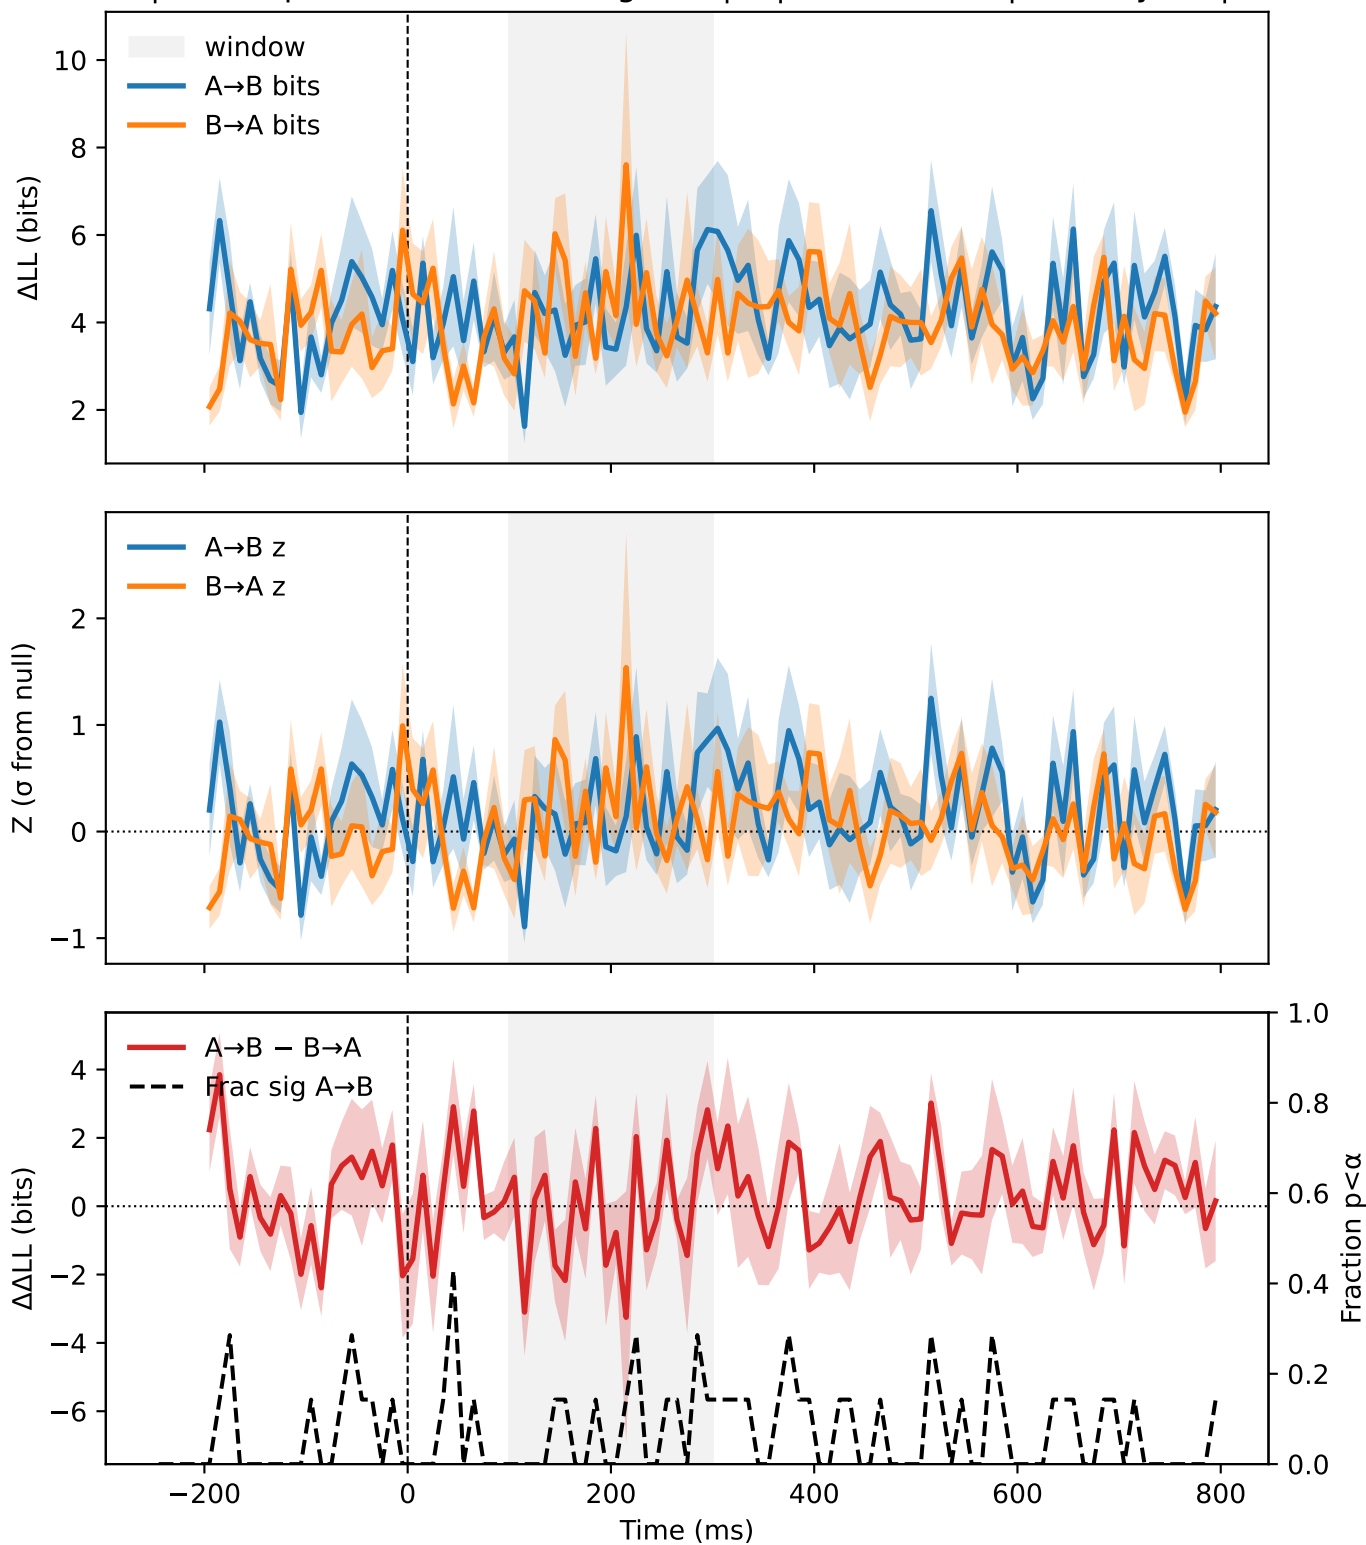 window
A→B bits
B→A bits
ΔLL (bits)
10
8
6
4
2
A→B z
B→A z
Z (σ from null)
2
1
0
−1
A→B − B→A
Frac sig A→B
ΔΔLL (bits)
4
2
0
−2
−4
−6
1.0
0.8
0.6
0.4
0.2
0.0
Fraction p<α
−200
0
200
400
600
800
Time (ms)